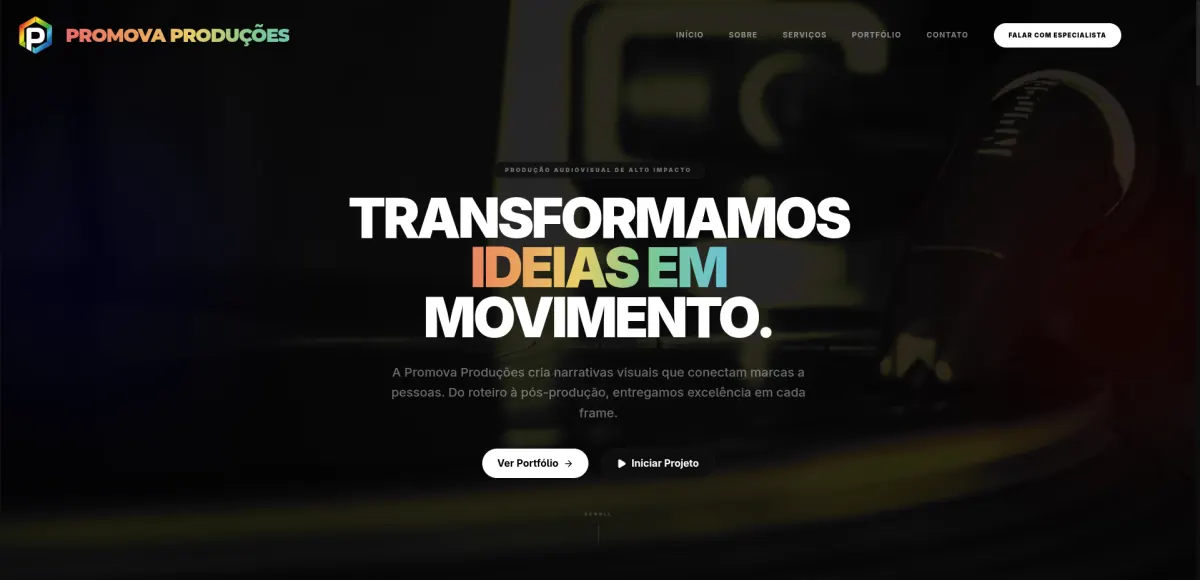 PROMOVA PRODUÇÕES
INÍCIO
SOBRE
SERVIÇOS
PORTFÓLIO
CONTATO
FALAR COM ESPECIALISTA
PRODUÇÃO AUDIOVISUAL DE ALTO IMPACTO
TRANSFORMAMOS
IDEIAS EM
MOVIMENTO.
A Promova Produções cria narrativas visuais que conectam marcas a
pessoas. Do roteiro à pós-produção, entregamos excelência em cada
frame.
Ver Portfólio →
Iniciar Projeto
SCROLL